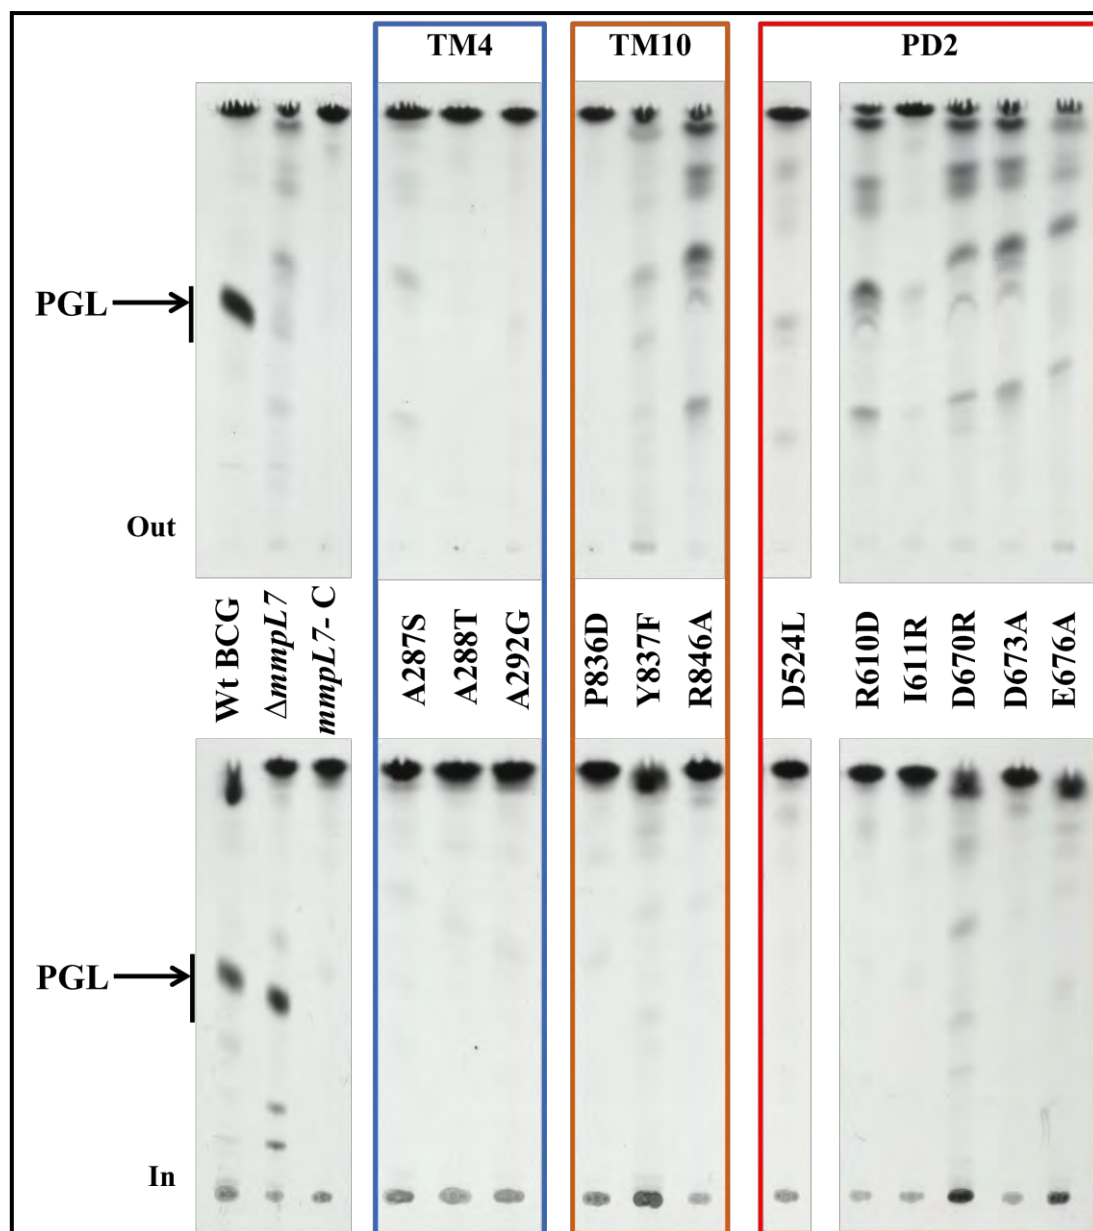 TM4
TM10
PD2
PGL
Out
Wt BCG
ΔmmpL7
mmpL7- C
A287S
A288T
A292G
P836D
Y837F
R846A
D524L
R610D
I611R
D670R
D673A
E676A
PGL
In